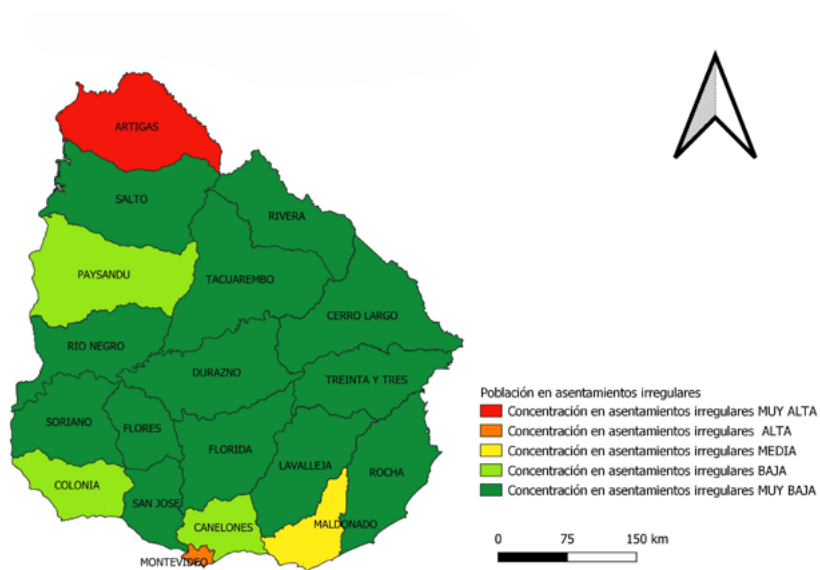 ARTIGAS
SALTO
RIVERA
PAYSANDU
TACUAREMBO
CERRO LARGO
RIO NEGRO
DURAZNO
TREINTA Y TRES
SORIANO
FLORES
FLORIDA
LAVALLEJA
ROCHA
COLONIA
SAN JOSE
CANELONES
MALDONADO
MONTEVIDEO
Población en asentamientos irregulares
Concentración en asentamientos irregulares MUY ALTA
Concentración en asentamientos irregulares ALTA
Concentración en asentamientos irregulares MEDIA
Concentración en asentamientos irregulares BAJA
Concentración en asentamientos irregulares MUY BAJA
0 75 150 km